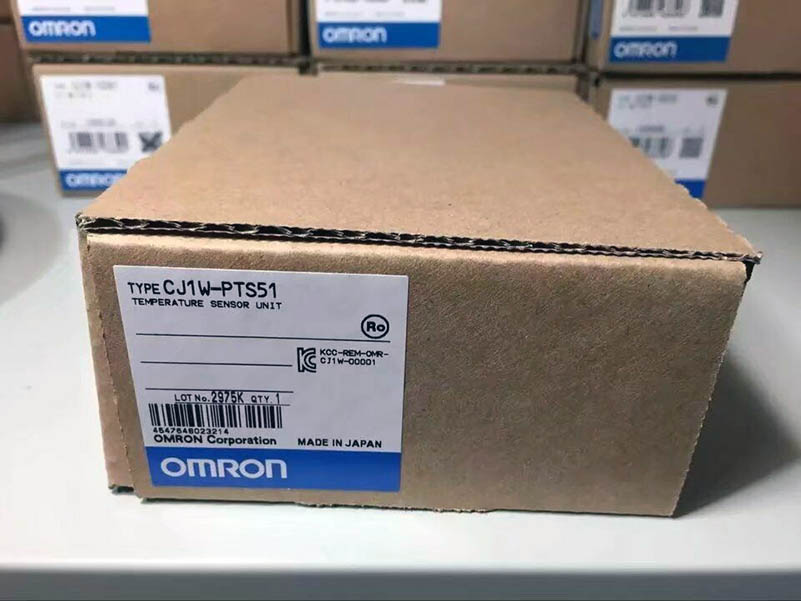 OMRON
OMRON
OMRON
OMRON
OMRON
TYPE CJ1W-PTS51
TEMPERATURE SENSOR UNIT
Ro
KCC-REM-OMR-
CJ1W-00001
LOT No. 2975K QTY. 1
4547648023214
OMRON Corporation MADE IN JAPAN
OMRON